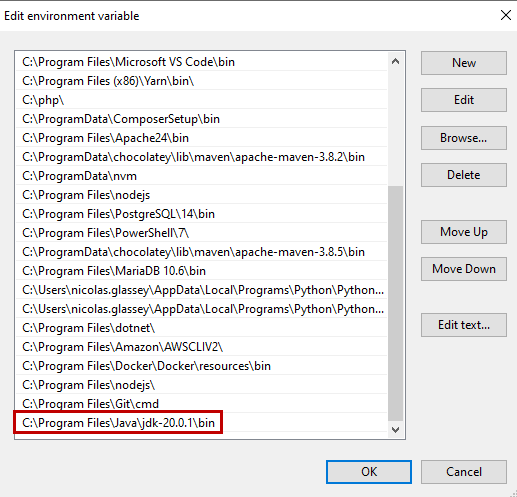 Edit environment variable
C:\Program Files\Microsoft VS Code\bin
C:\Program Files (x86)\Yarn\bin\
C:\php\
C:\ProgramData\ComposerSetup\bin
C:\Program Files\Apache24\bin
C:\ProgramData\chocolatey\lib\maven\apache-maven-3.8.2\bin
C:\ProgramData\nvm
C:\Program Files\nodejs
C:\Program Files\PostgreSQL\14\bin
C:\Program Files\PowerShell\7\
C:\ProgramData\chocolatey\lib\maven\apache-maven-3.8.5\bin
C:\Program Files\MariaDB 10.6\bin
C:\Users\nicolas.glassey\AppData\Local\Programs\Python\Python...
C:\Users\nicolas.glassey\AppData\Local\Programs\Python\Python...
C:\Program Files\dotnet\
C:\Program Files\Amazon\AWSCLIV2\
C:\Program Files\Docker\Docker\resources\bin
C:\Program Files\nodejs\
C:\Program Files\Git\cmd
C:\Program Files\Java\jdk-20.0.1\bin
New
Edit
Browse...
Delete
Move Up
Move Down
Edit text...
OK
Cancel